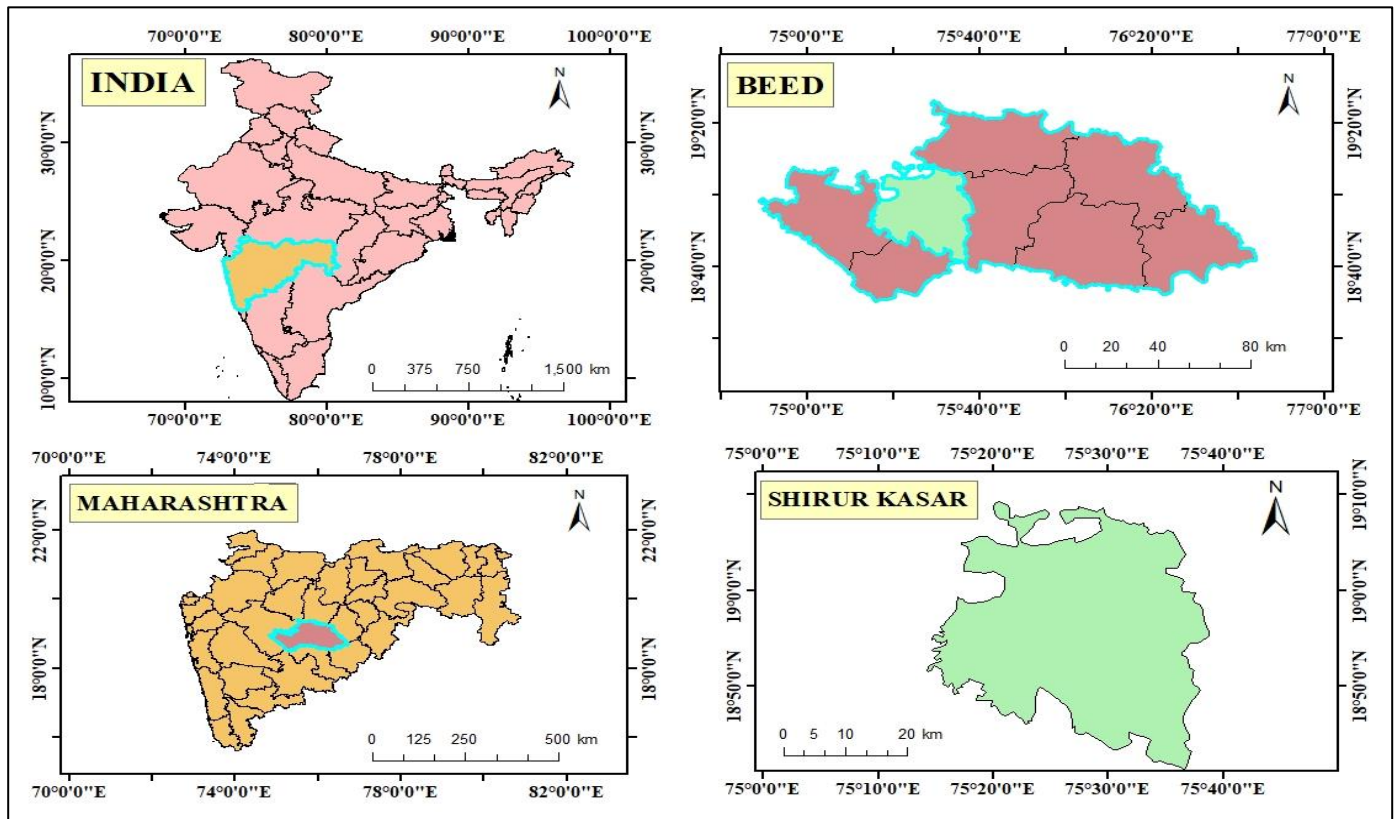 70°0'0"E 80°0'0"E 90°0'0"E 100°0'0"E
INDIA
N
30°0'0"N
20°0'0"N
10°0'0"N
30°0'0"N
20°0'0"N
10°0'0"N
0 375 750 1,500 km
70°0'0"E 80°0'0"E 90°0'0"E 100°0'0"E
75°0'0"E 75°40'0"E 76°20'0"E 77°0'0"E
BEED
N
19°20'0"N
18°40'0"N
19°20'0"N
18°40'0"N
0 20 40 80 km
75°0'0"E 75°40'0"E 76°20'0"E 77°0'0"E
70°0'0"E 74°0'0"E 78°0'0"E 82°0'0"E
MAHARASHTRA
N
22°0'0"N
18°0'0"N
22°0'0"N
18°0'0"N
0 125 250 500 km
70°0'0"E 74°0'0"E 78°0'0"E 82°0'0"E
75°0'0"E 75°10'0"E 75°20'0"E 75°30'0"E 75°40'0"E
SHIRUR KASAR
N
19°10'0"N
19°0'0"N
18°50'0"N
19°10'0"N
19°0'0"N
18°50'0"N
0 5 10 20 km
75°0'0"E 75°10'0"E 75°20'0"E 75°30'0"E 75°40'0"E